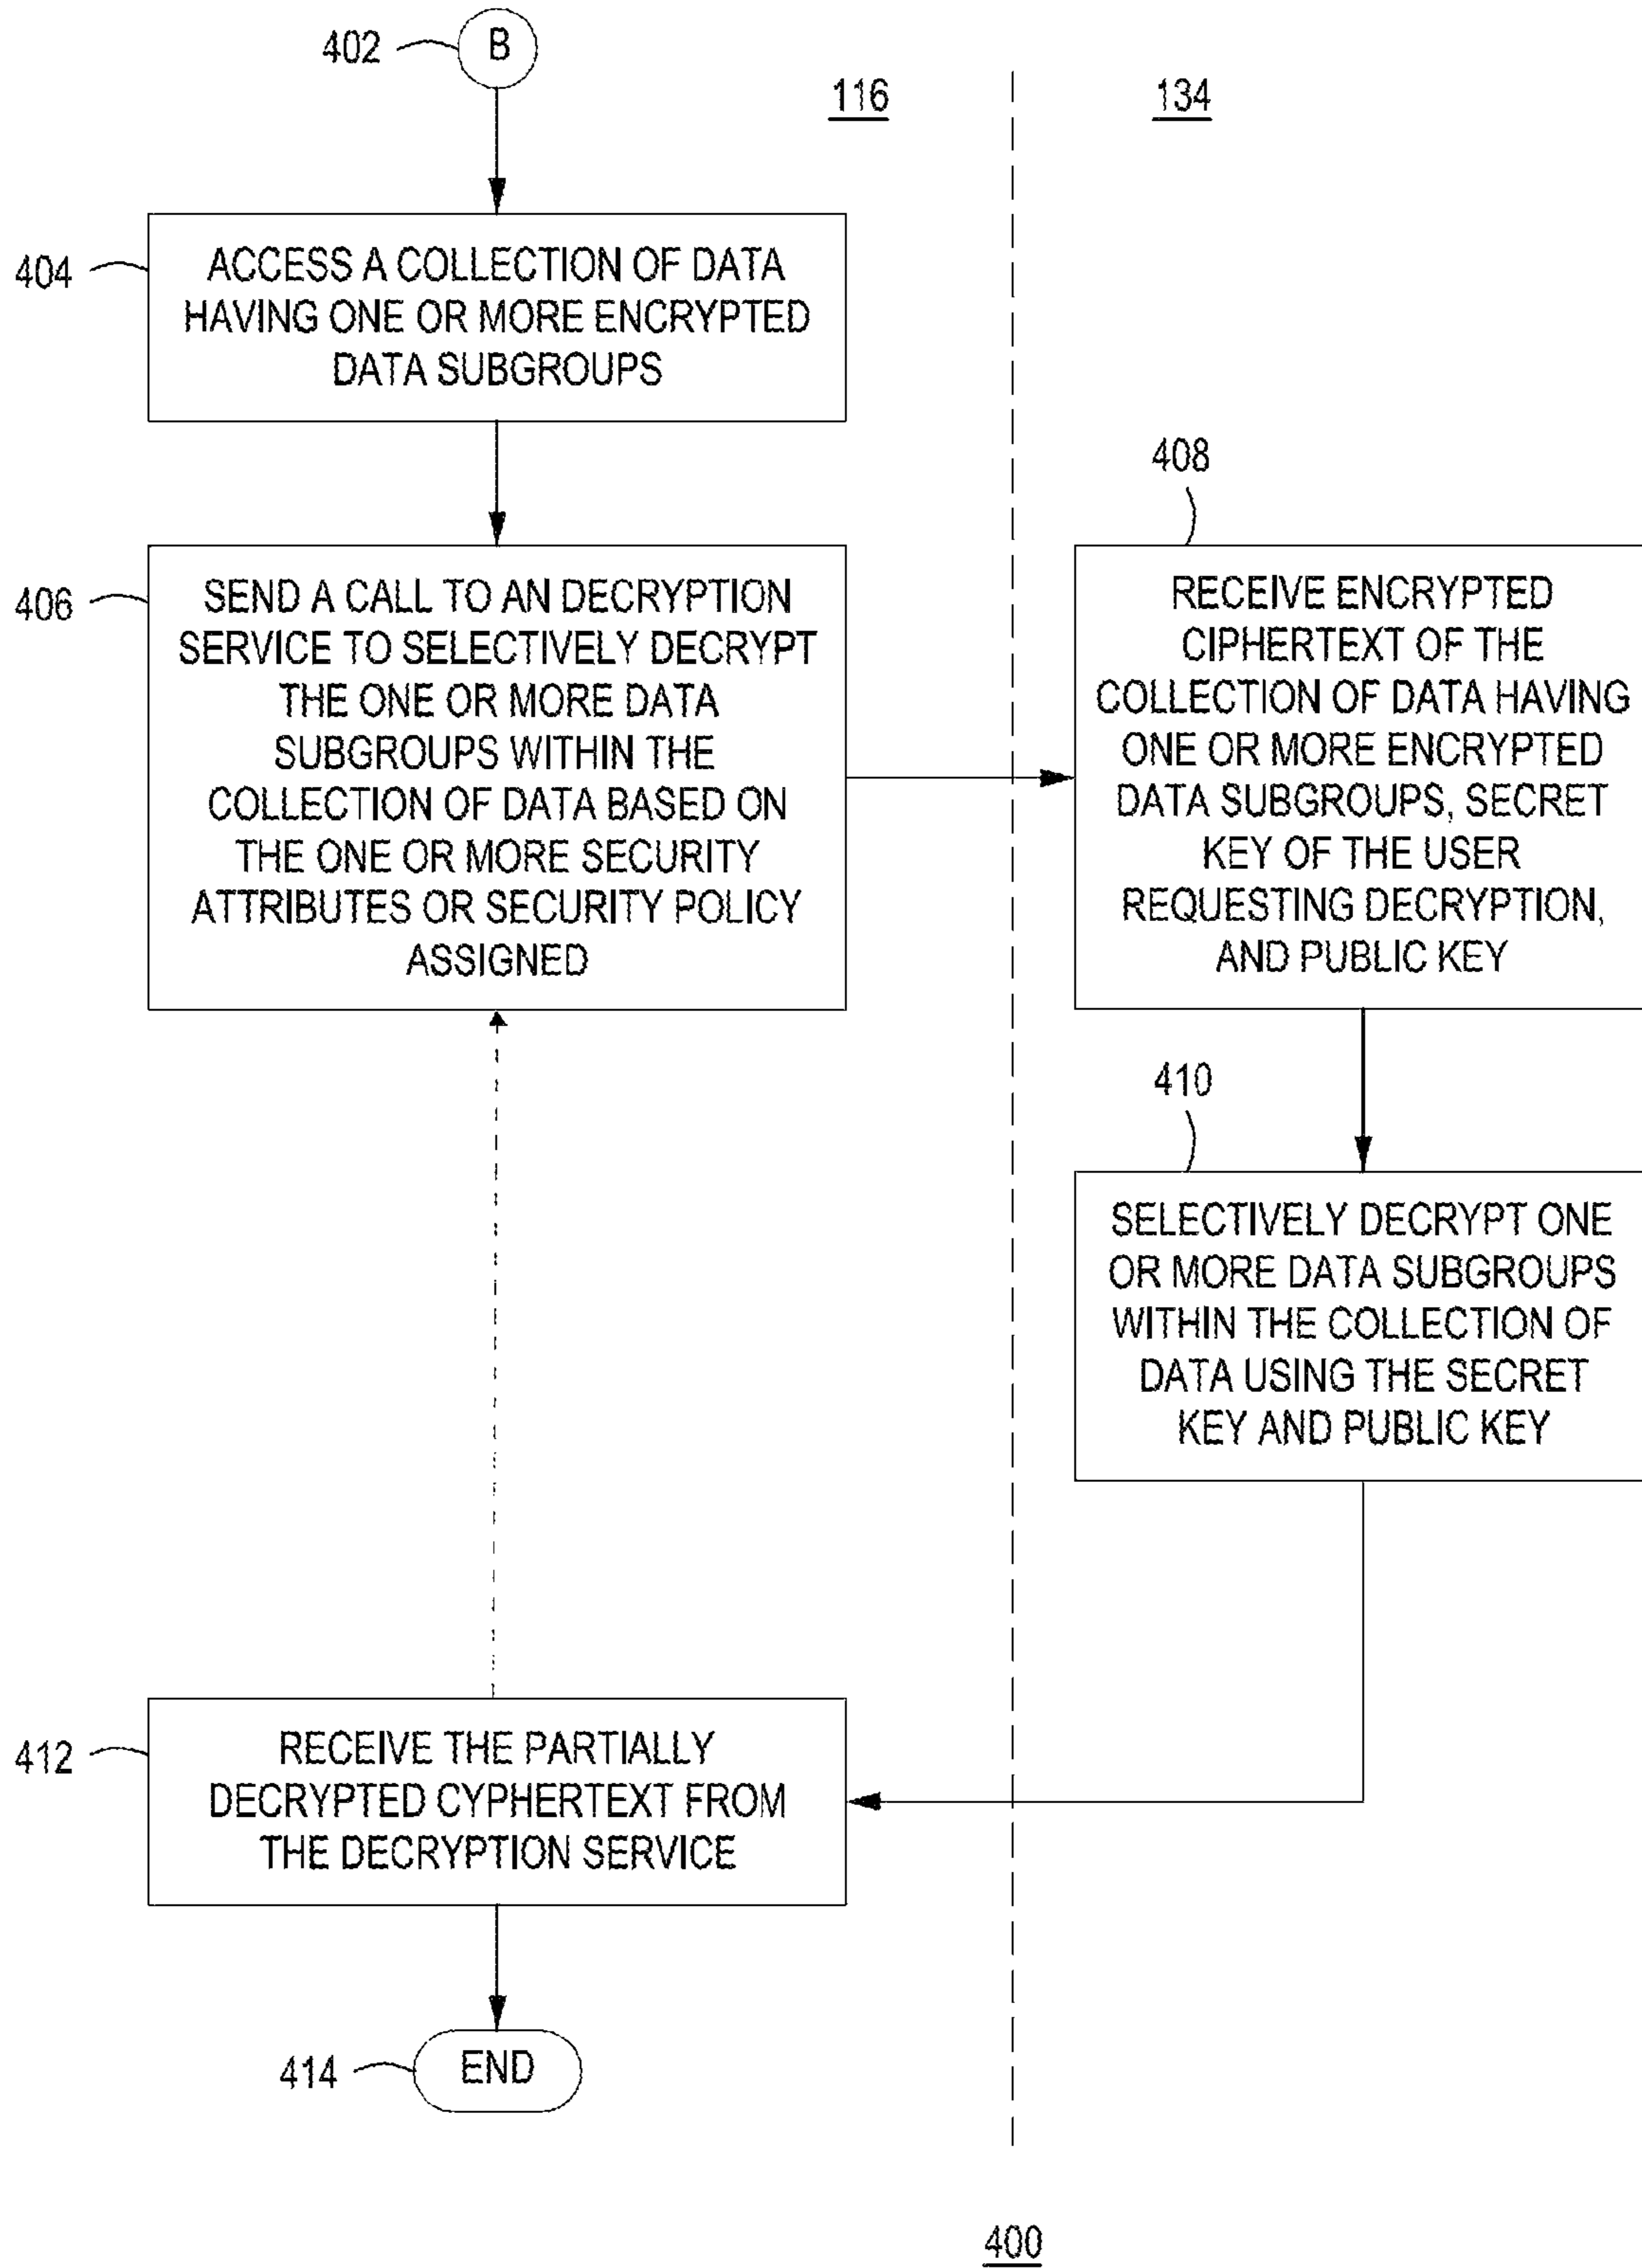 402
B
116
134
404
ACCESS A COLLECTION OF DATA
HAVING ONE OR MORE ENCRYPTED
DATA SUBGROUPS
406
SEND A CALL TO AN DECRYPTION
SERVICE TO SELECTIVELY DECRYPT
THE ONE OR MORE DATA
SUBGROUPS WITHIN THE
COLLECTION OF DATA BASED ON
THE ONE OR MORE SECURITY
ATTRIBUTES OR SECURITY POLICY
ASSIGNED
408
RECEIVE ENCRYPTED
CIPHERTEXT OF THE
COLLECTION OF DATA HAVING
ONE OR MORE ENCRYPTED
DATA SUBGROUPS, SECRET
KEY OF THE USER
REQUESTING DECRYPTION,
AND PUBLIC KEY
410
SELECTIVELY DECRYPT ONE
OR MORE DATA SUBGROUPS
WITHIN THE COLLECTION OF
DATA USING THE SECRET
KEY AND PUBLIC KEY
412
RECEIVE THE PARTIALLY
DECRYPTED CYPHERTEXT FROM
THE DECRYPTION SERVICE
414
END
400